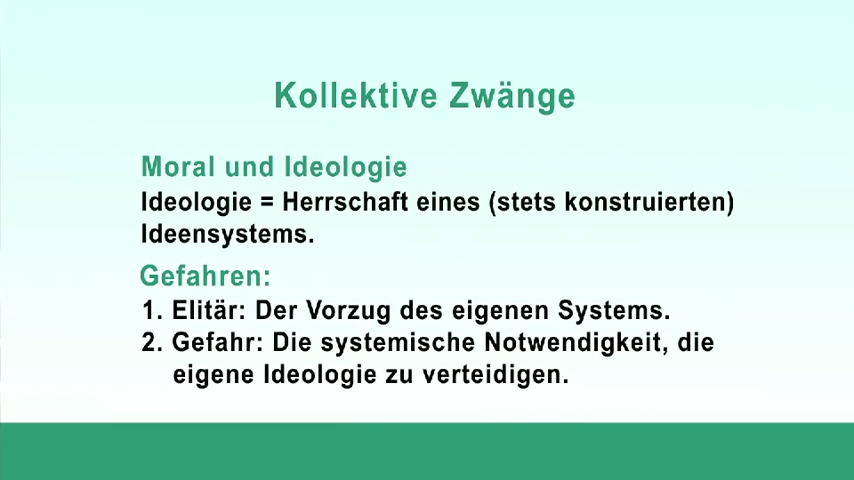 Kollektive Zwänge
Moral und Ideologie
Ideologie = Herrschaft eines (stets konstruierten)
Ideensystems.
Gefahren:
1. Elitär: Der Vorzug des eigenen Systems.
2. Gefahr: Die systemische Notwendigkeit, die
eigene Ideologie zu verteidigen.